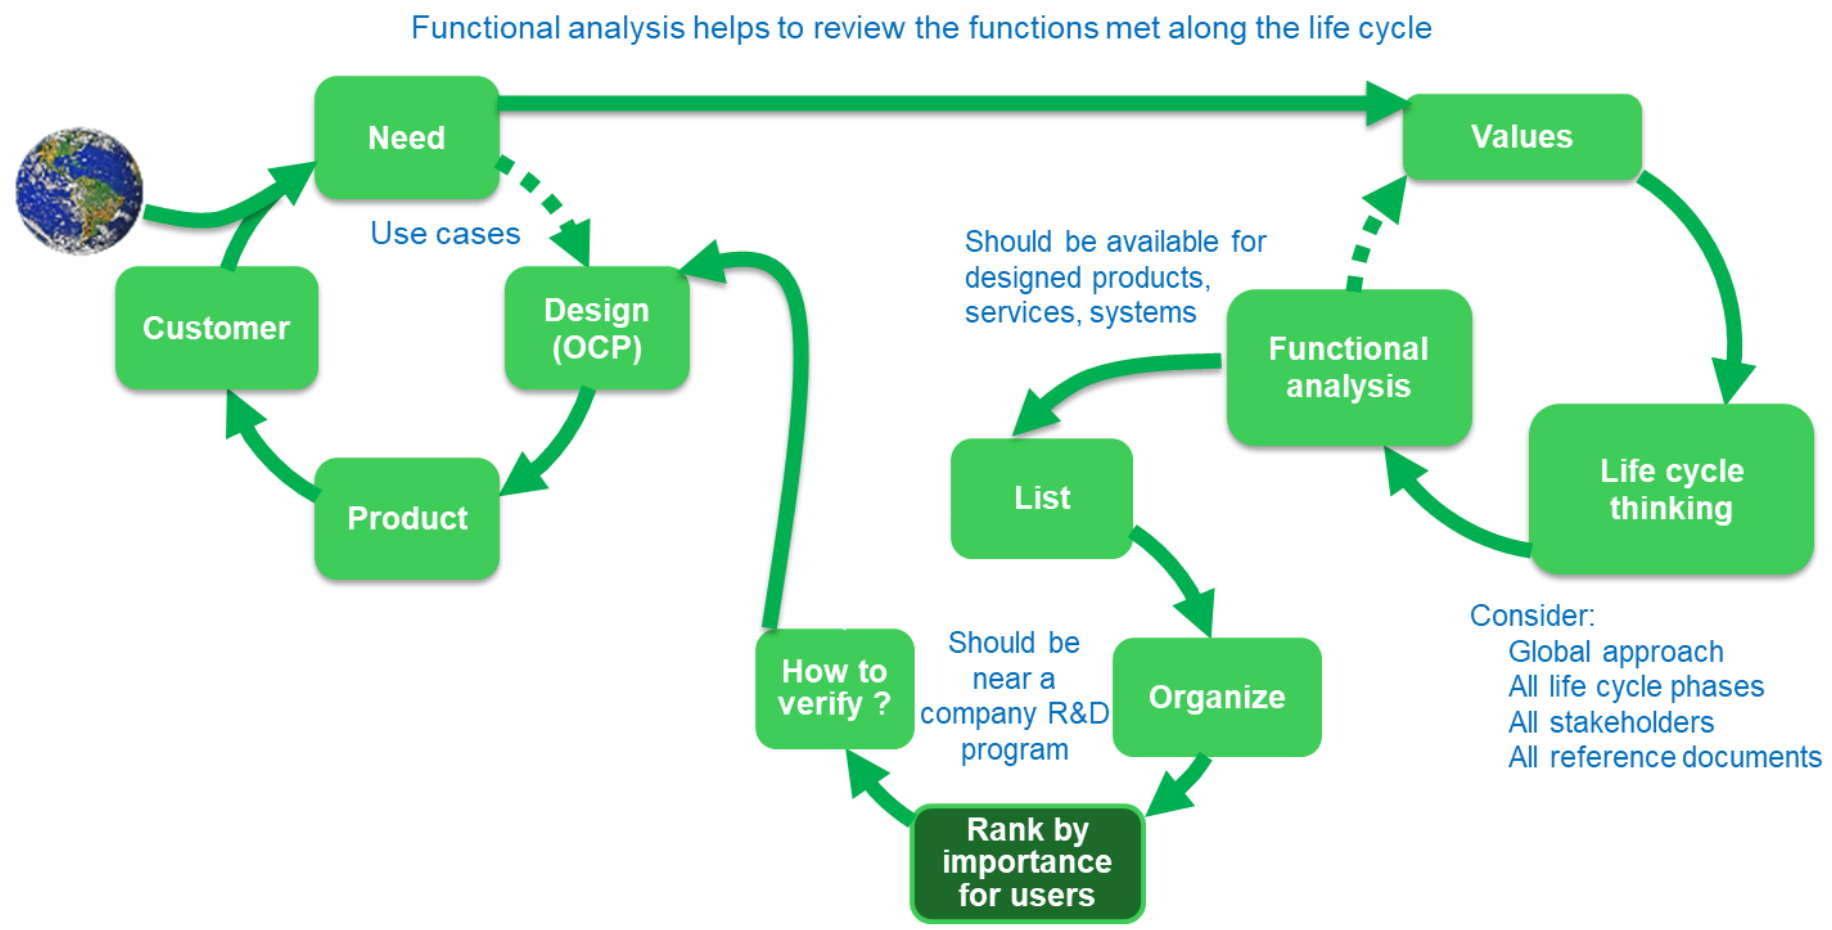 Functional analysis helps to review the functions met along the life cycle
Need
Values
Use cases
Customer
Design
(OCP)
Product
Should be available for
designed products,
services, systems
Functional
analysis
List
Life cycle
thinking
Consider:
Global approach
All life cycle phases
All stakeholders
All reference documents
How to
verify ?
Should be
near a
company R&D
program
Organize
Rank by
importance
for users